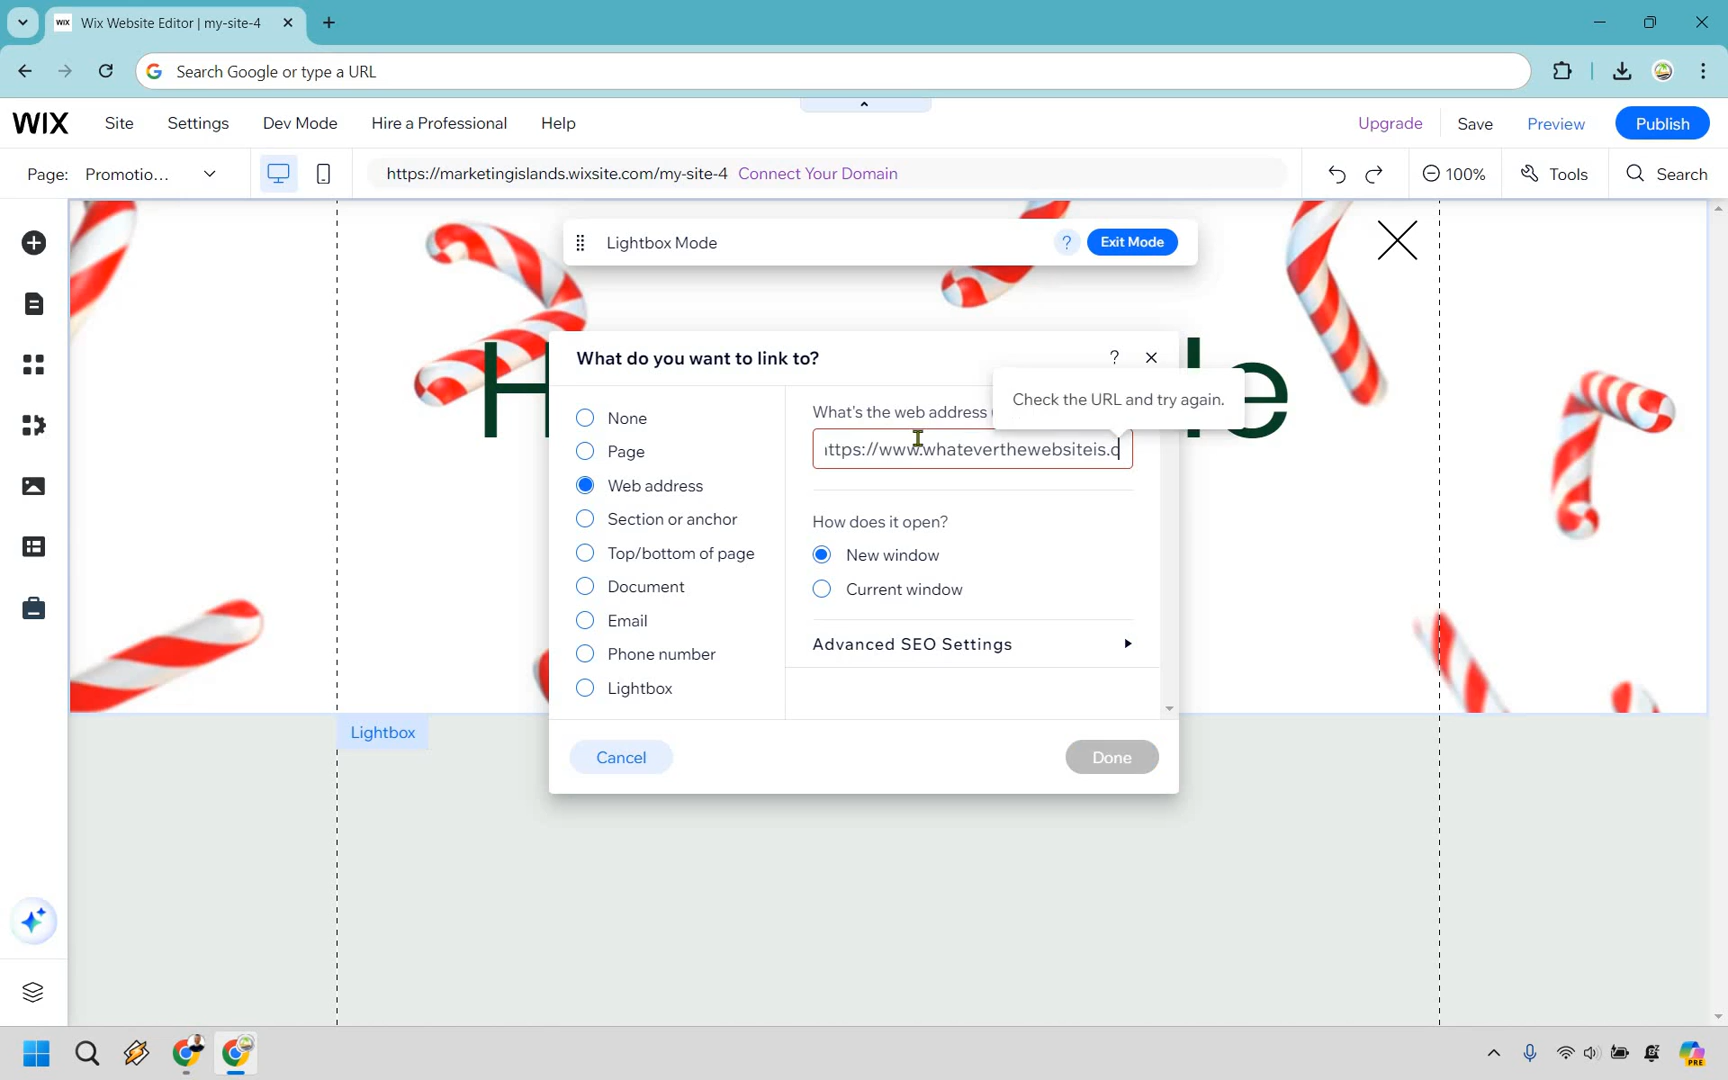 Wix Website Editor | my-site-4
Search Google or type a URL
WIX Site Settings Dev Mode Hire a Professional Help Upgrade Save Preview Publish
Page: Promotio... https://marketingislands.wixsite.com/my-site-4 Connect Your Domain 100% Tools Search
Lightbox Mode ? Exit Mode
What do you want to link to? ?
Check the URL and try again.
What's the web address
ttps://www.whateverthewebsiteis.c
None
Page
Web address
Section or anchor
Top/bottom of page
Document
Email
Phone number
Lightbox
How does it open?
New window
Current window
Advanced SEO Settings
Cancel Done
Lightbox
PRE